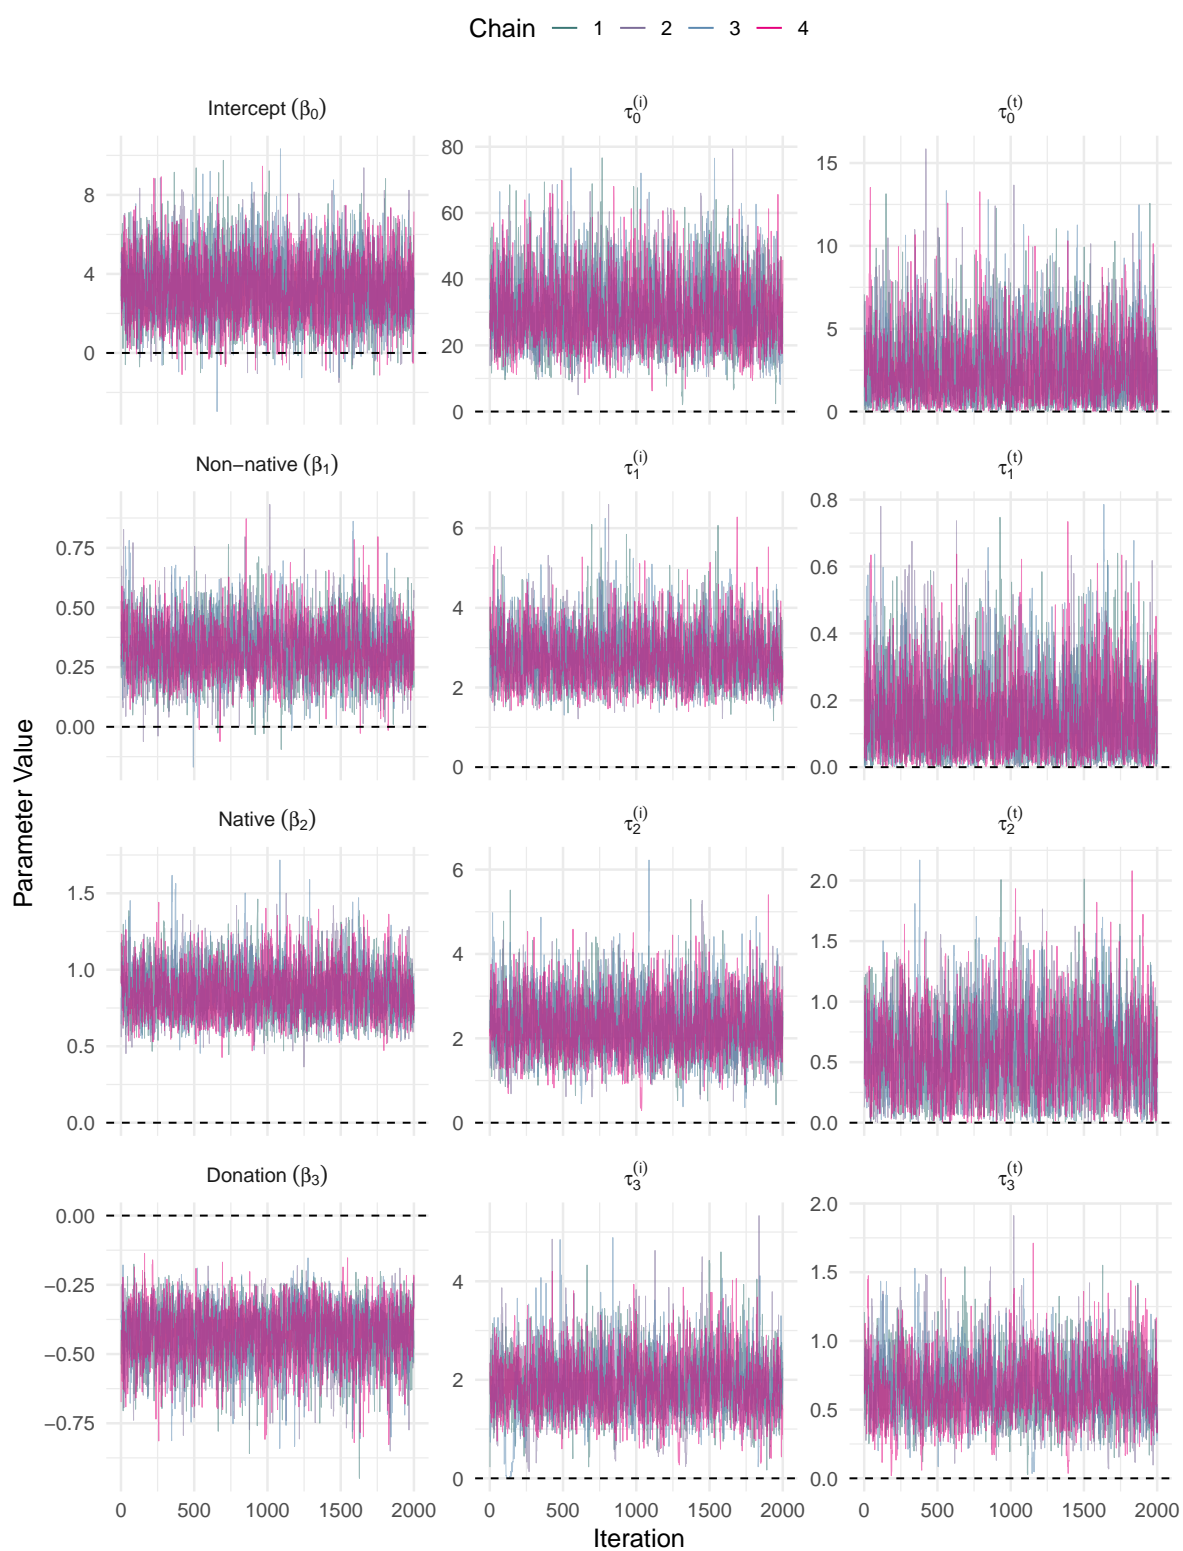 Chain 1 2 3 4
Intercept (β₀) τ₀⁽ⁱ⁾ τ₀⁽ᵗ⁾
8 4 0
80 60 40 20 0
15 10 5 0
Non−native (β₁) τ₁⁽ⁱ⁾ τ₁⁽ᵗ⁾
0.75 0.50 0.25 0.00
6 4 2 0
0.8 0.6 0.4 0.2 0.0
Parameter Value
Native (β₂) τ₂⁽ⁱ⁾ τ₂⁽ᵗ⁾
1.5 1.0 0.5 0.0
6 4 2 0
2.0 1.5 1.0 0.5 0.0
Donation (β₃) τ₃⁽ⁱ⁾ τ₃⁽ᵗ⁾
0.00 −0.25 −0.50 −0.75
4 2 0
2.0 1.5 1.0 0.5 0.0
0 500 1000 1500 2000 0 500 1000 1500 2000 0 500 1000 1500 2000
Iteration